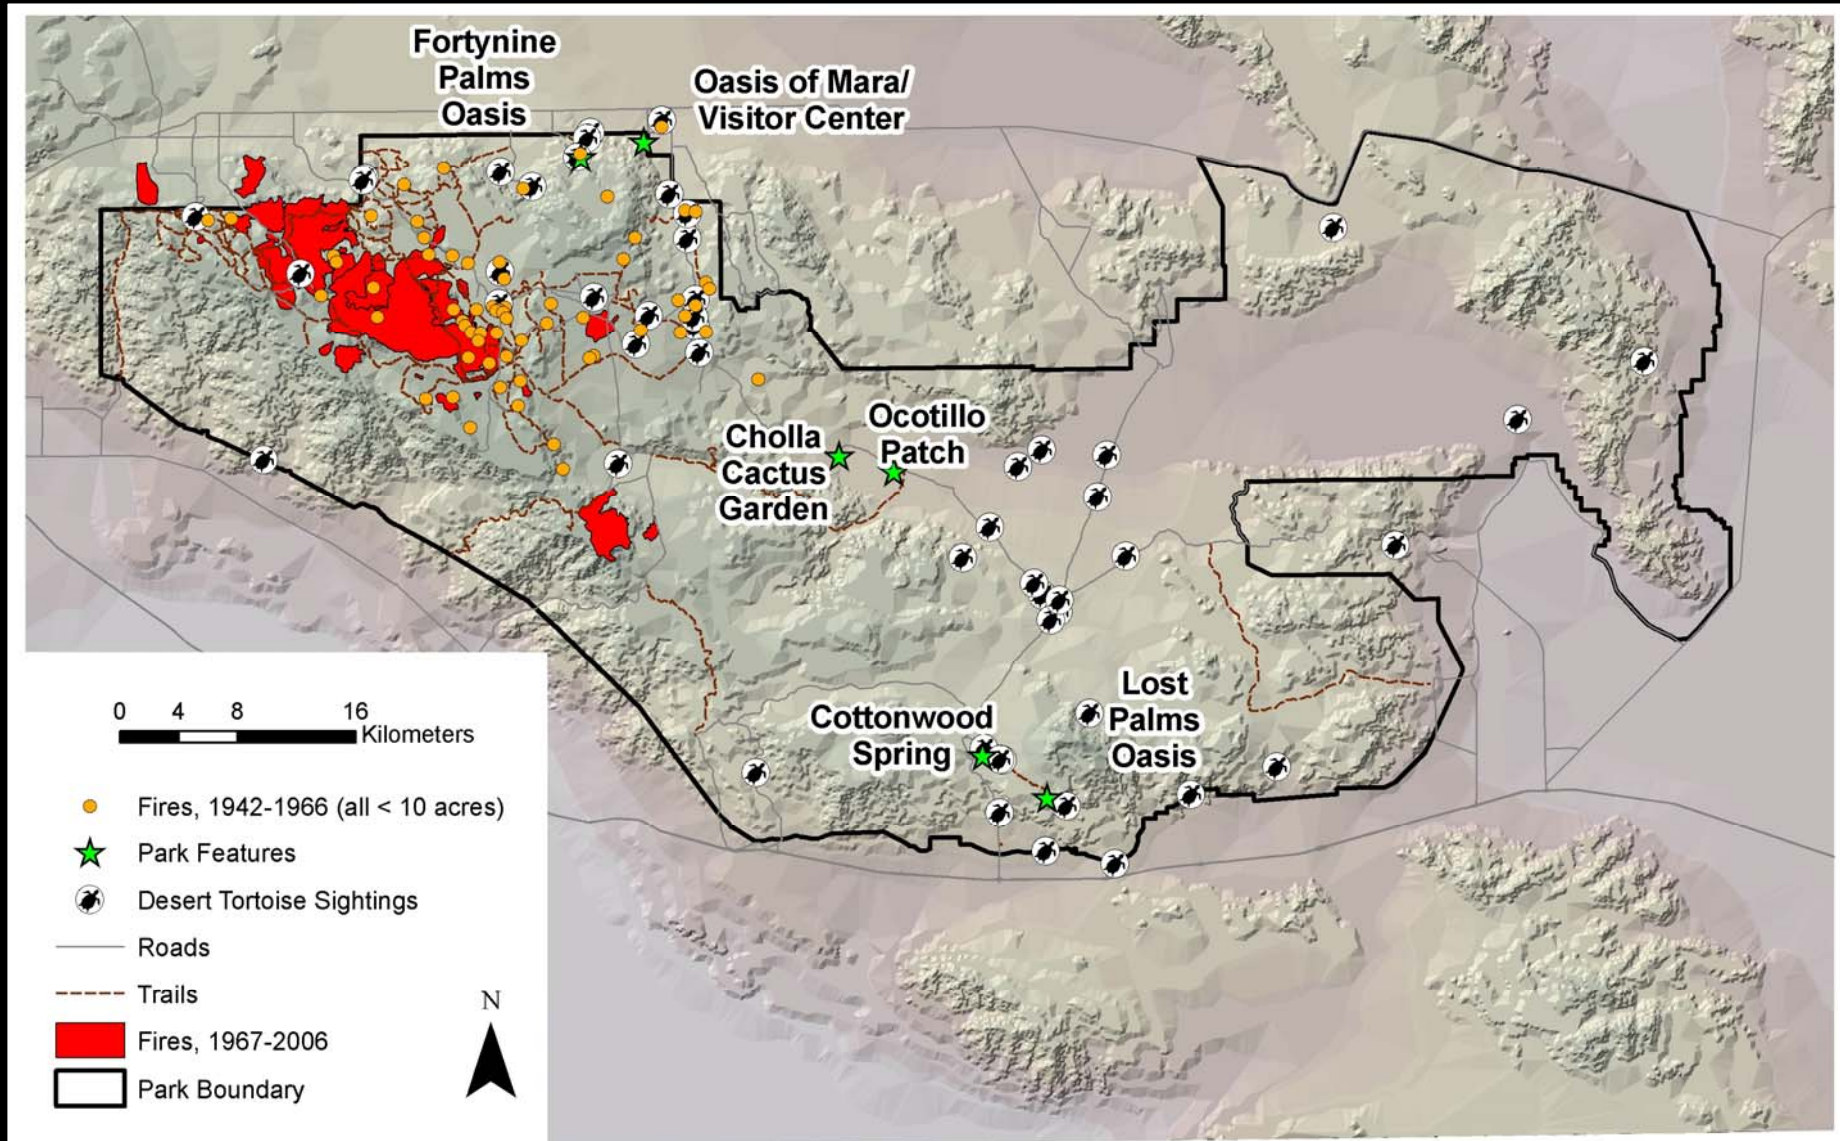 Fortynine
Palms
Oasis
Oasis of Mara/
Visitor Center
Cholla
Cactus
Garden
Ocotillo
Patch
Lost
Palms
Oasis
Cottonwood
Spring
0 4 8 16
Kilometers
Fires, 1942-1966 (all < 10 acres)
Park Features
Desert Tortoise Sightings
Roads
Trails
Fires, 1967-2006
Park Boundary
N